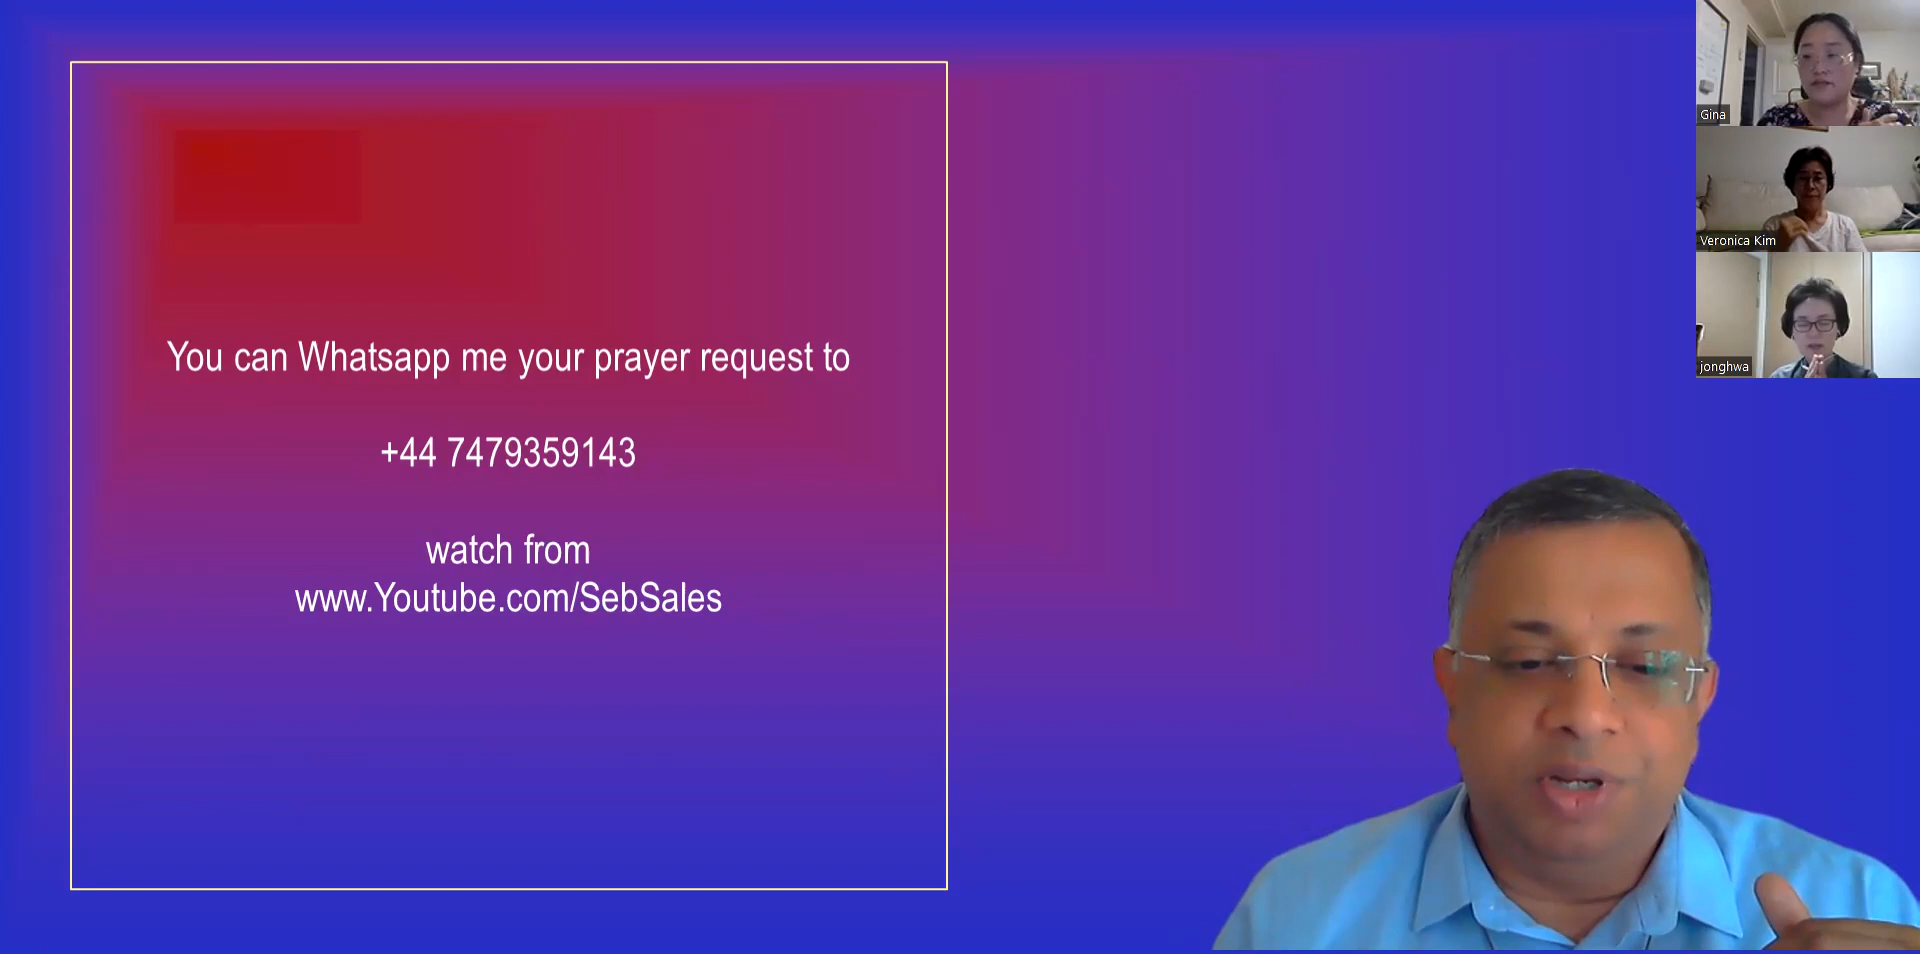 You can Whatsapp me your prayer request to
+44 7479359143
watch from
www.Youtube.com/SebSales
Gina
Veronica Kim
jonghwa